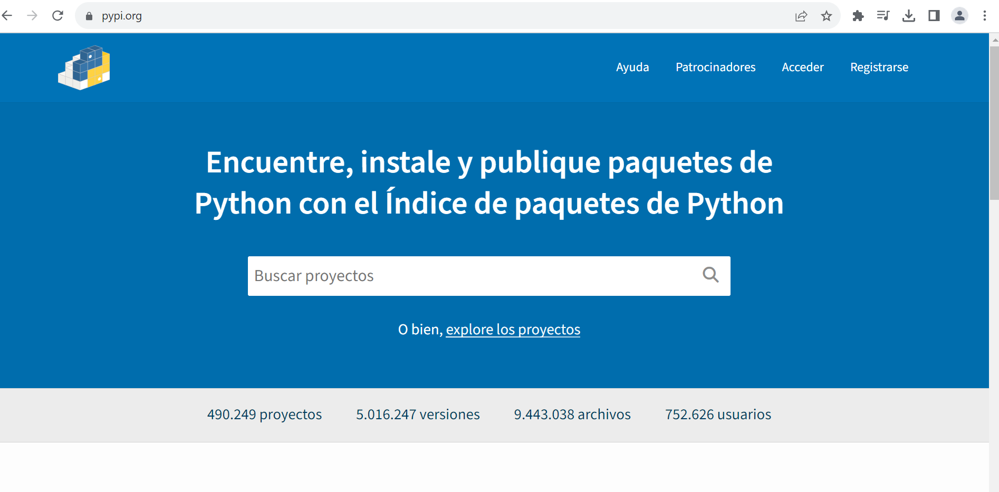 pypi.org
Ayuda Patrocinadores Acceder Registrarse
Encuentre, instale y publique paquetes de
Python con el Índice de paquetes de Python
Buscar proyectos
O bien, explore los proyectos
490.249 proyectos 5.016.247 versiones 9.443.038 archivos 752.626 usuarios